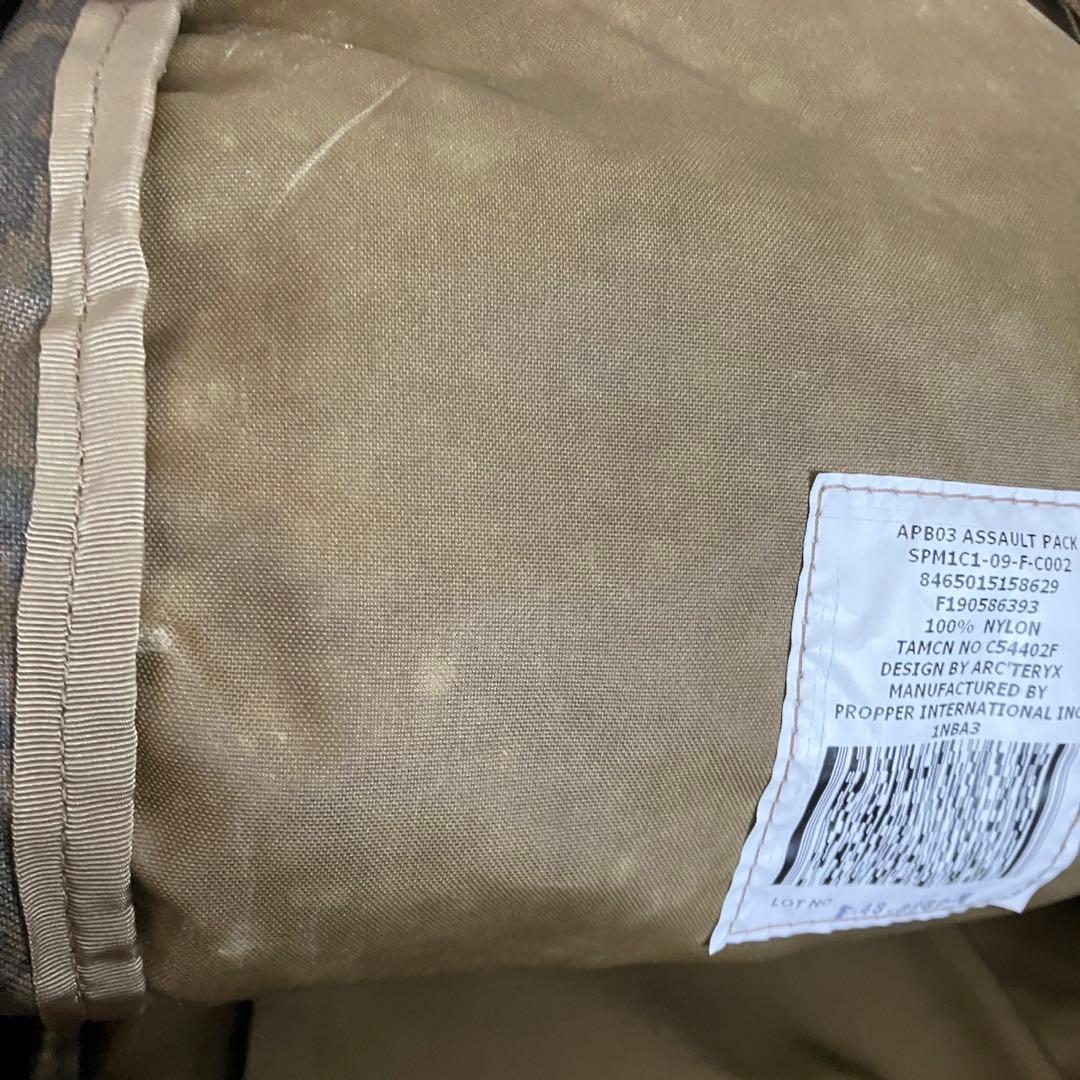 APB03 ASSAULT PACK
SPM1C1-09-F-C002
8465015158629
F190586393
100% NYLON
TAMCN NO C54402F
DESIGN BY ARC'TERYX
MANUFACTURED BY
PROPPER INTERNATIONAL INC
1NBA3
LOT NO